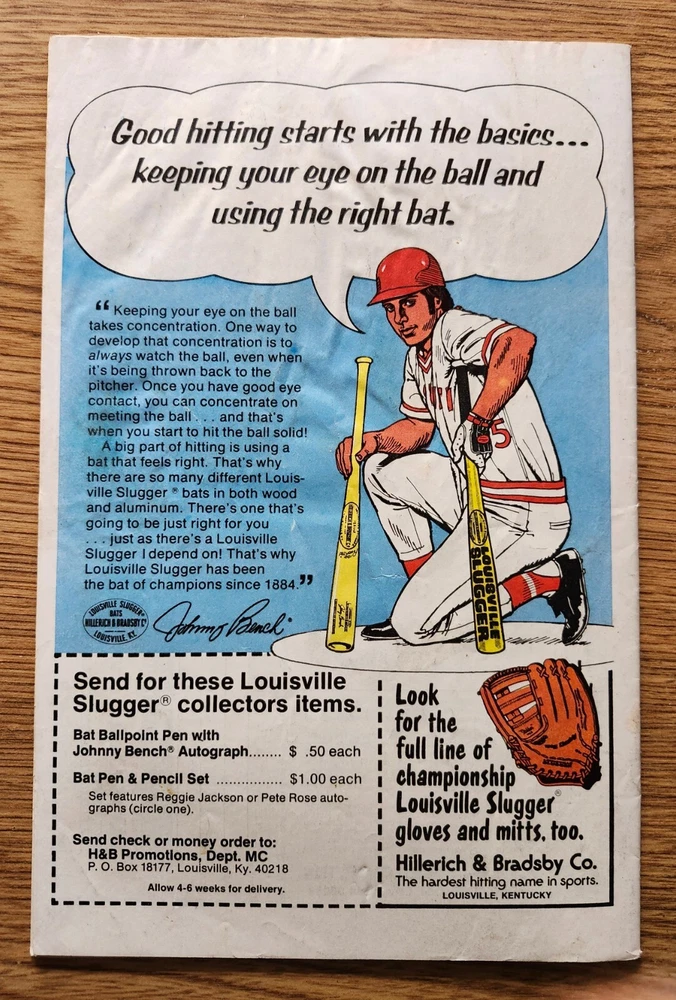 Good hitting starts with the basics...
keeping your eye on the ball and
using the right bat.
“Keeping your eye on the ball
takes concentration. One way to
develop that concentration is to
always watch the ball, even when
it's being thrown back to the
pitcher. Once you have good eye
contact, you can concentrate on
meeting the ball . . . and that's
when you start to hit the ball solid!
A big part of hitting is using a
bat that feels right. That's why
there are so many different Louis-
ville Slugger® bats in both wood
and aluminum. There's one that's
going to be just right for you
. . . just as there's a Louisville
Slugger I depend on! That's why
Louisville Slugger has been
the bat of champions since 1884.”
LOUISVILLE SLUGGER®
BATS
HILLERICH & BRADSBY Cº
LOUISVILLE, KY.
Johnny Bench®
5
LOUISVILLE
SLUGGER
Send for these Louisville
Slugger® collectors items.
Bat Ballpoint Pen with
Johnny Bench® Autograph........ $ .50 each
Bat Pen & Pencil Set ................ $1.00 each
Set features Reggie Jackson or Pete Rose auto-
graphs (circle one).
Send check or money order to:
H&B Promotions, Dept. MC
P. O. Box 18177, Louisville, Ky. 40218
Allow 4-6 weeks for delivery.
Look
for the
full line of
championship
Louisville Slugger®
gloves and mitts, too.
Hillerich & Bradsby Co.
The hardest hitting name in sports.
LOUISVILLE, KENTUCKY